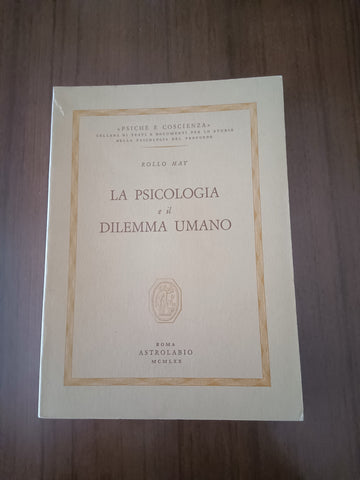 «PSICHE E COSCIENZA»
COLLANA DI TESTI E DOCUMENTI PER LO STUDIO
DELLA PSICOLOGIA DEL PROFONDO
ROLLO MAY
LA PSICOLOGIA
e il
DILEMMA UMANO
ROMA
ASTROLABIO
MCMLXX